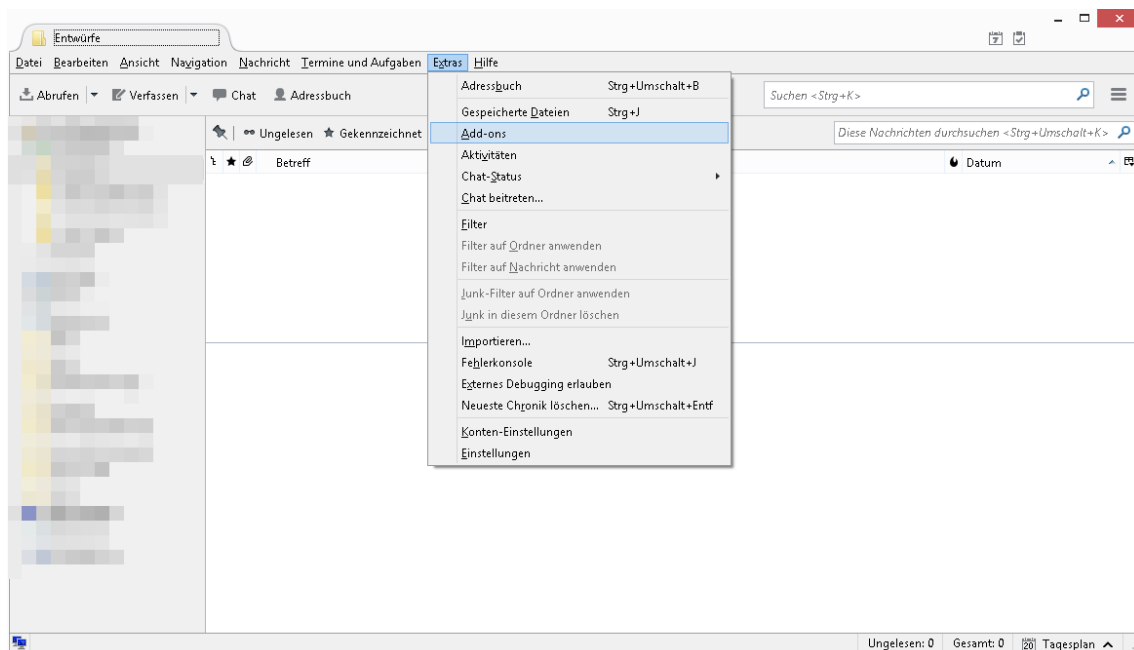 Entwürfe
7
Datei Bearbeiten Ansicht Navigation Nachricht Termine und Aufgaben Extras Hilfe
Abrufen Verfassen Chat Adressbuch
Suchen <Strg+K>
Adressbuch Strg+Umschalt+B
Gespeicherte Dateien Strg+J
Add-ons
Aktivitäten
Chat-Status
Chat beitreten...
Filter
Filter auf Ordner anwenden
Filter auf Nachricht anwenden
Junk-Filter auf Ordner anwenden
Junk in diesem Ordner löschen
Importieren...
Fehlerkonsole Strg+Umschalt+J
Externes Debugging erlauben
Neueste Chronik löschen... Strg+Umschalt+Entf
Konten-Einstellungen
Einstellungen
Ungelesen Gekennzeichnet
Diese Nachrichten durchsuchen <Strg+Umschalt+K>
Betreff
Datum
Ungelesen: 0 Gesamt: 0 20 Tagesplan